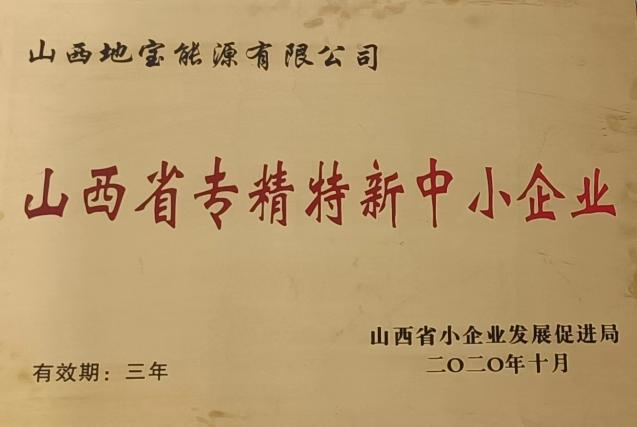 山西地宝能源有限公司
山西省专精特新中小企业
山西省小企业发展促进局
有效期：三年
二〇二〇年十月